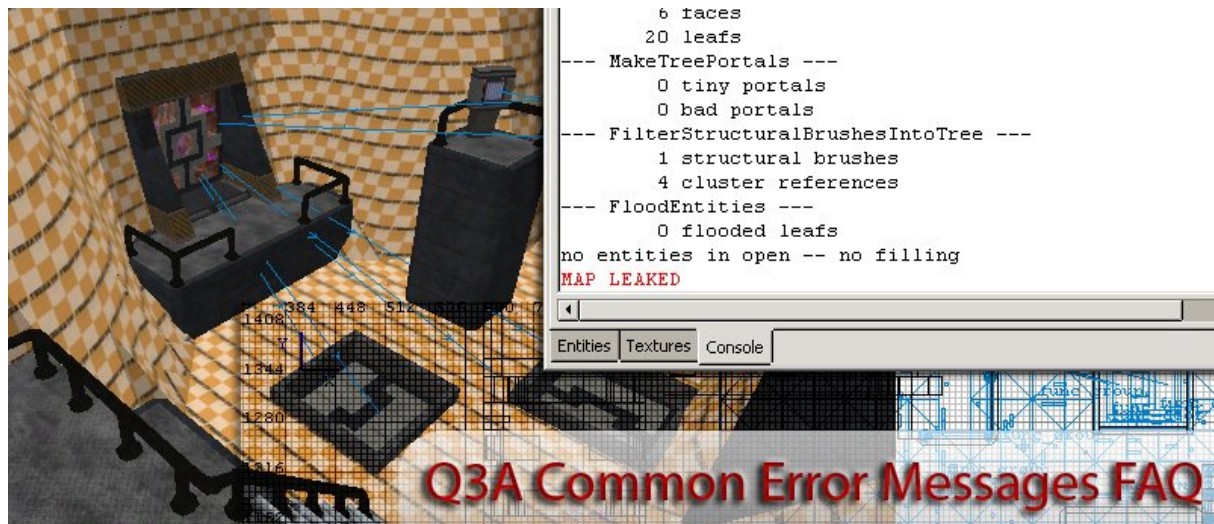 6 faces
20 leafs
--- MakeTreePortals ---
0 tiny portals
0 bad portals
--- FilterStructuralBrushesIntoTree ---
1 structural brushes
4 cluster references
--- FloodEntities ---
0 flooded leafs
no entities in open -- no filling
MAP LEAKED
384 448 512
1408
Entities Textures Console
Y
1344
1280
1216
Q3A Common Error Messages FAQ